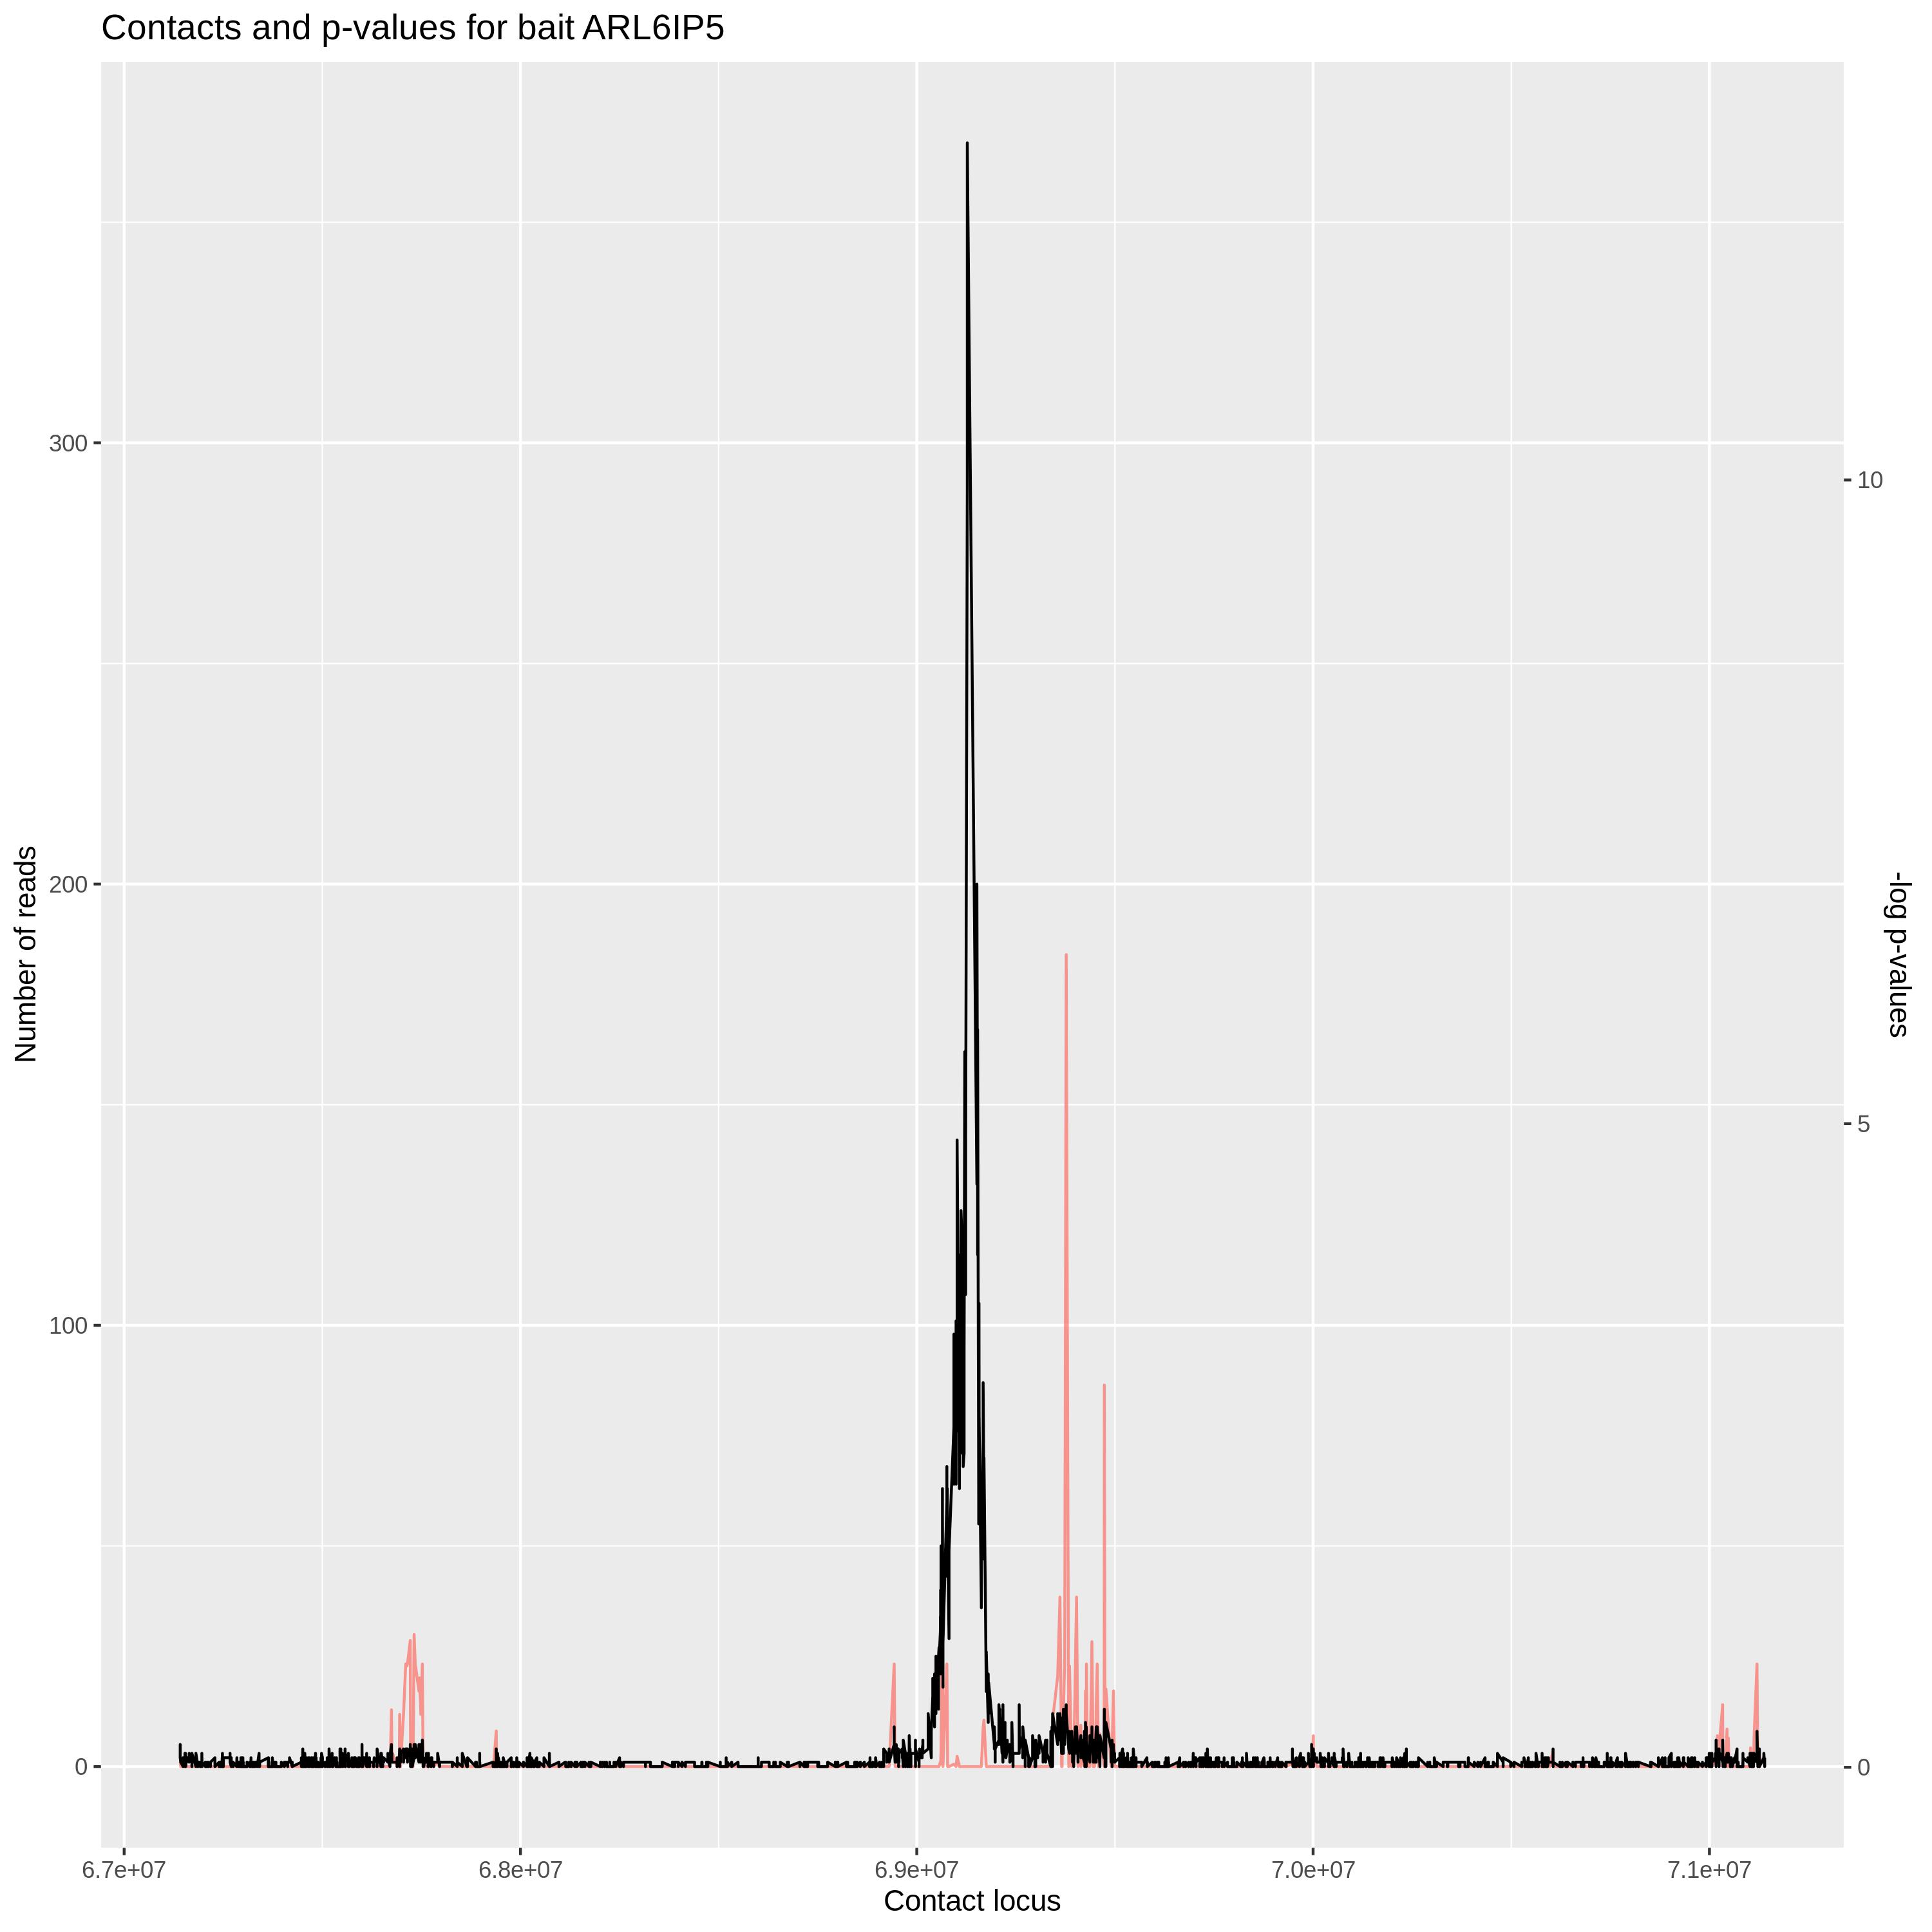 Contacts and p-values for bait ARL6IP5
300
200
100
0
Number of reads
10
5
0
-log p-values
6.7e+07
6.8e+07
6.9e+07
7.0e+07
7.1e+07
Contact locus